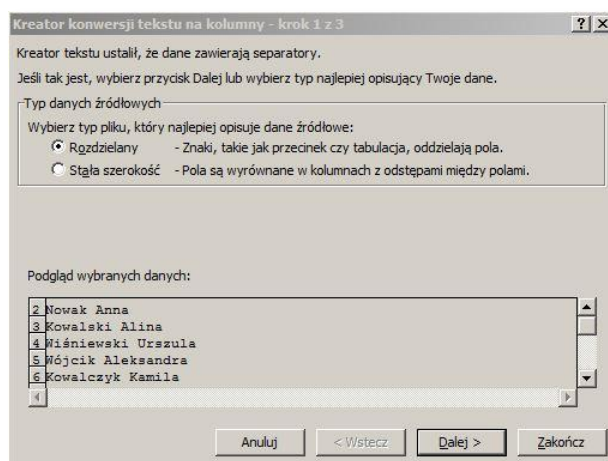 Kreator konwersji tekstu na kolumny - krok 1 z 3
Kreator tekstu ustalił, że dane zawierają separatory.
Jeśli tak jest, wybierz przycisk Dalej lub wybierz typ najlepiej opisujący Twoje dane.
Typ danych źródłowych
Wybierz typ pliku, który najlepiej opisuje dane źródłowe:
Rozdzielany - Znaki, takie jak przecinek czy tabulacja, oddzielają pola.
Stała szerokość - Pola są wyrównane w kolumnach z odstępami między polami.
Podgląd wybranych danych:
2 Nowak Anna
3 Kowalski Alina
4 Wiśniewski Urszula
5 Wójcik Aleksandra
6 Kowalczyk Kamila
Anuluj < Wstecz Dalej > Zakończ